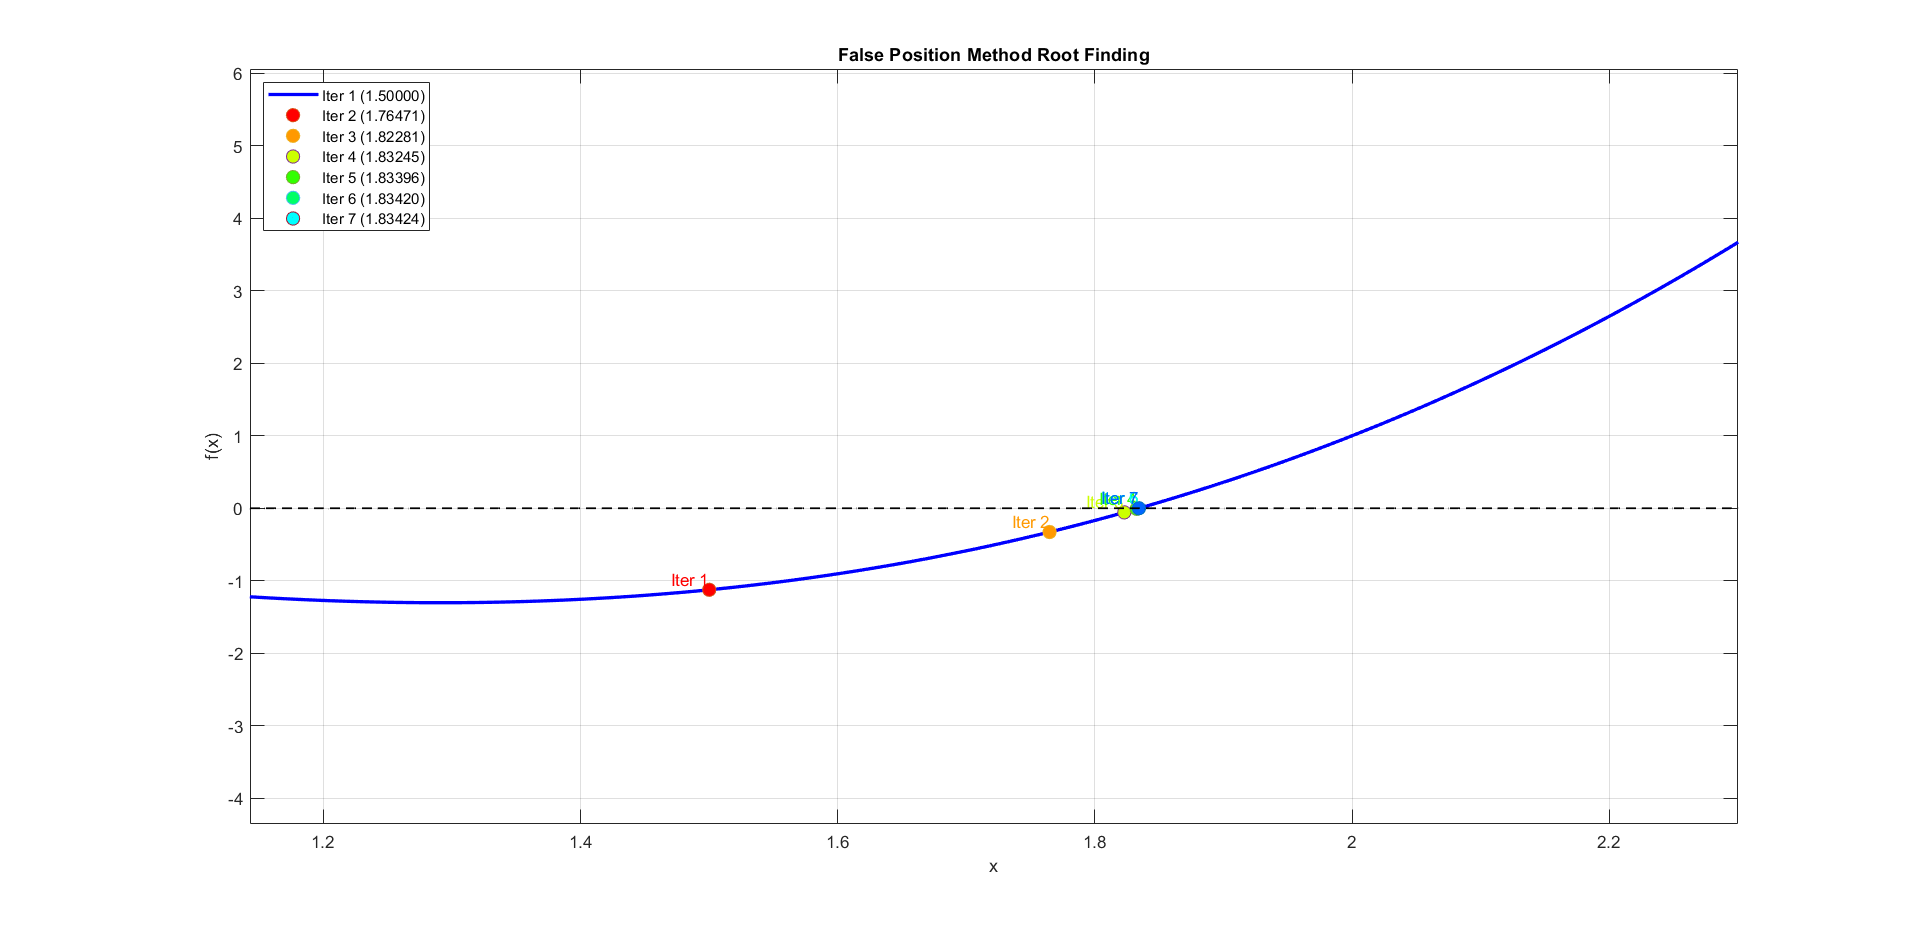 False Position Method Root Finding
6
5
4
3
2
1
0
-1
-2
-3
-4
f(x)
Iter 1 (1.50000)
Iter 2 (1.76471)
Iter 3 (1.82281)
Iter 4 (1.83245)
Iter 5 (1.83396)
Iter 6 (1.83420)
Iter 7 (1.83424)
Iter 1
Iter 2
Iter 7
1.2
1.4
1.6
1.8
2
2.2
x